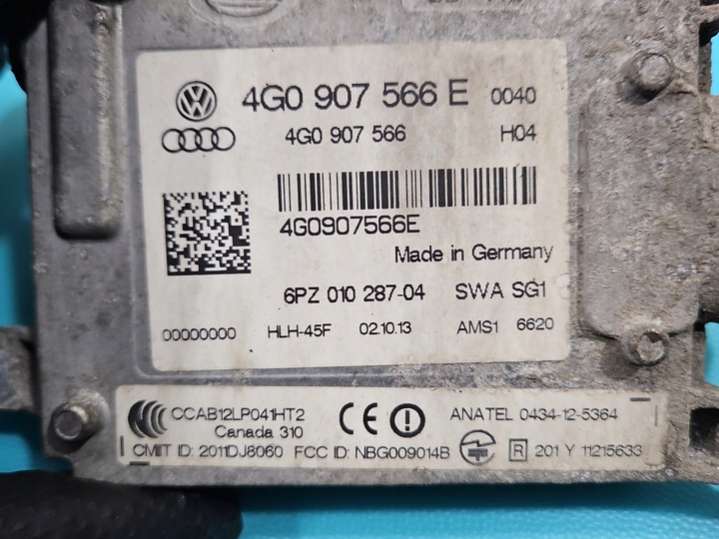 4G0 907 566 E 0040
4G0 907 566 H04
4G0907566E
Made in Germany
6PZ 010 287-04 SWA SG1
00000000 HLH-45F 02.10.13 AMS1 6620
CCAB12LP041HT2 CE ANATEL 0434-12-5364
Canada 310
CMIIT ID: 2011DJ8060 FCC ID: NBG009014B R 201 Y 11215633